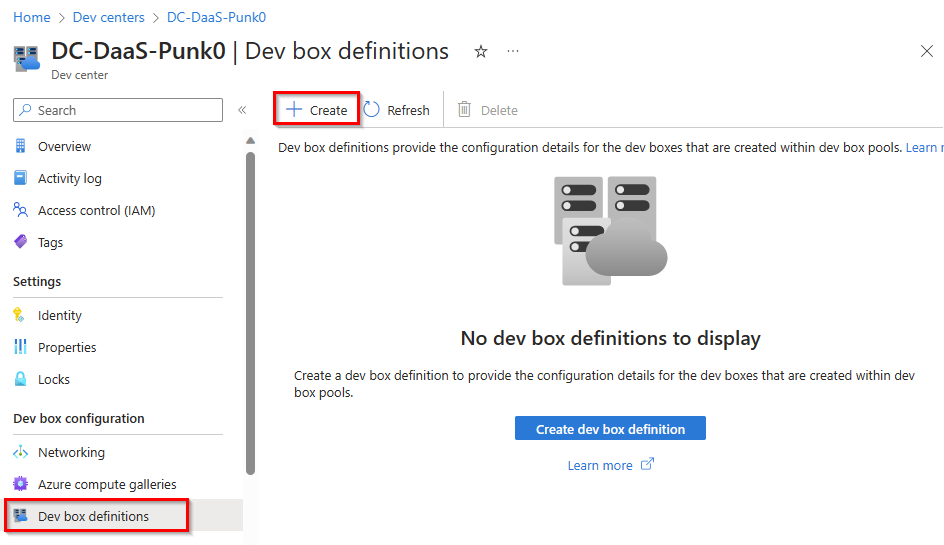 Home > Dev centers > DC-DaaS-Punk0
DC-DaaS-Punk0 | Dev box definitions
Dev center
Search
Create Refresh Delete
Overview
Activity log
Access control (IAM)
Tags
Settings
Identity
Properties
Locks
Dev box configuration
Networking
Azure compute galleries
Dev box definitions
Dev box definitions provide the configuration details for the dev boxes that are created within dev box pools. Learn
No dev box definitions to display
Create a dev box definition to provide the configuration details for the dev boxes that are created within dev
box pools.
Create dev box definition
Learn more